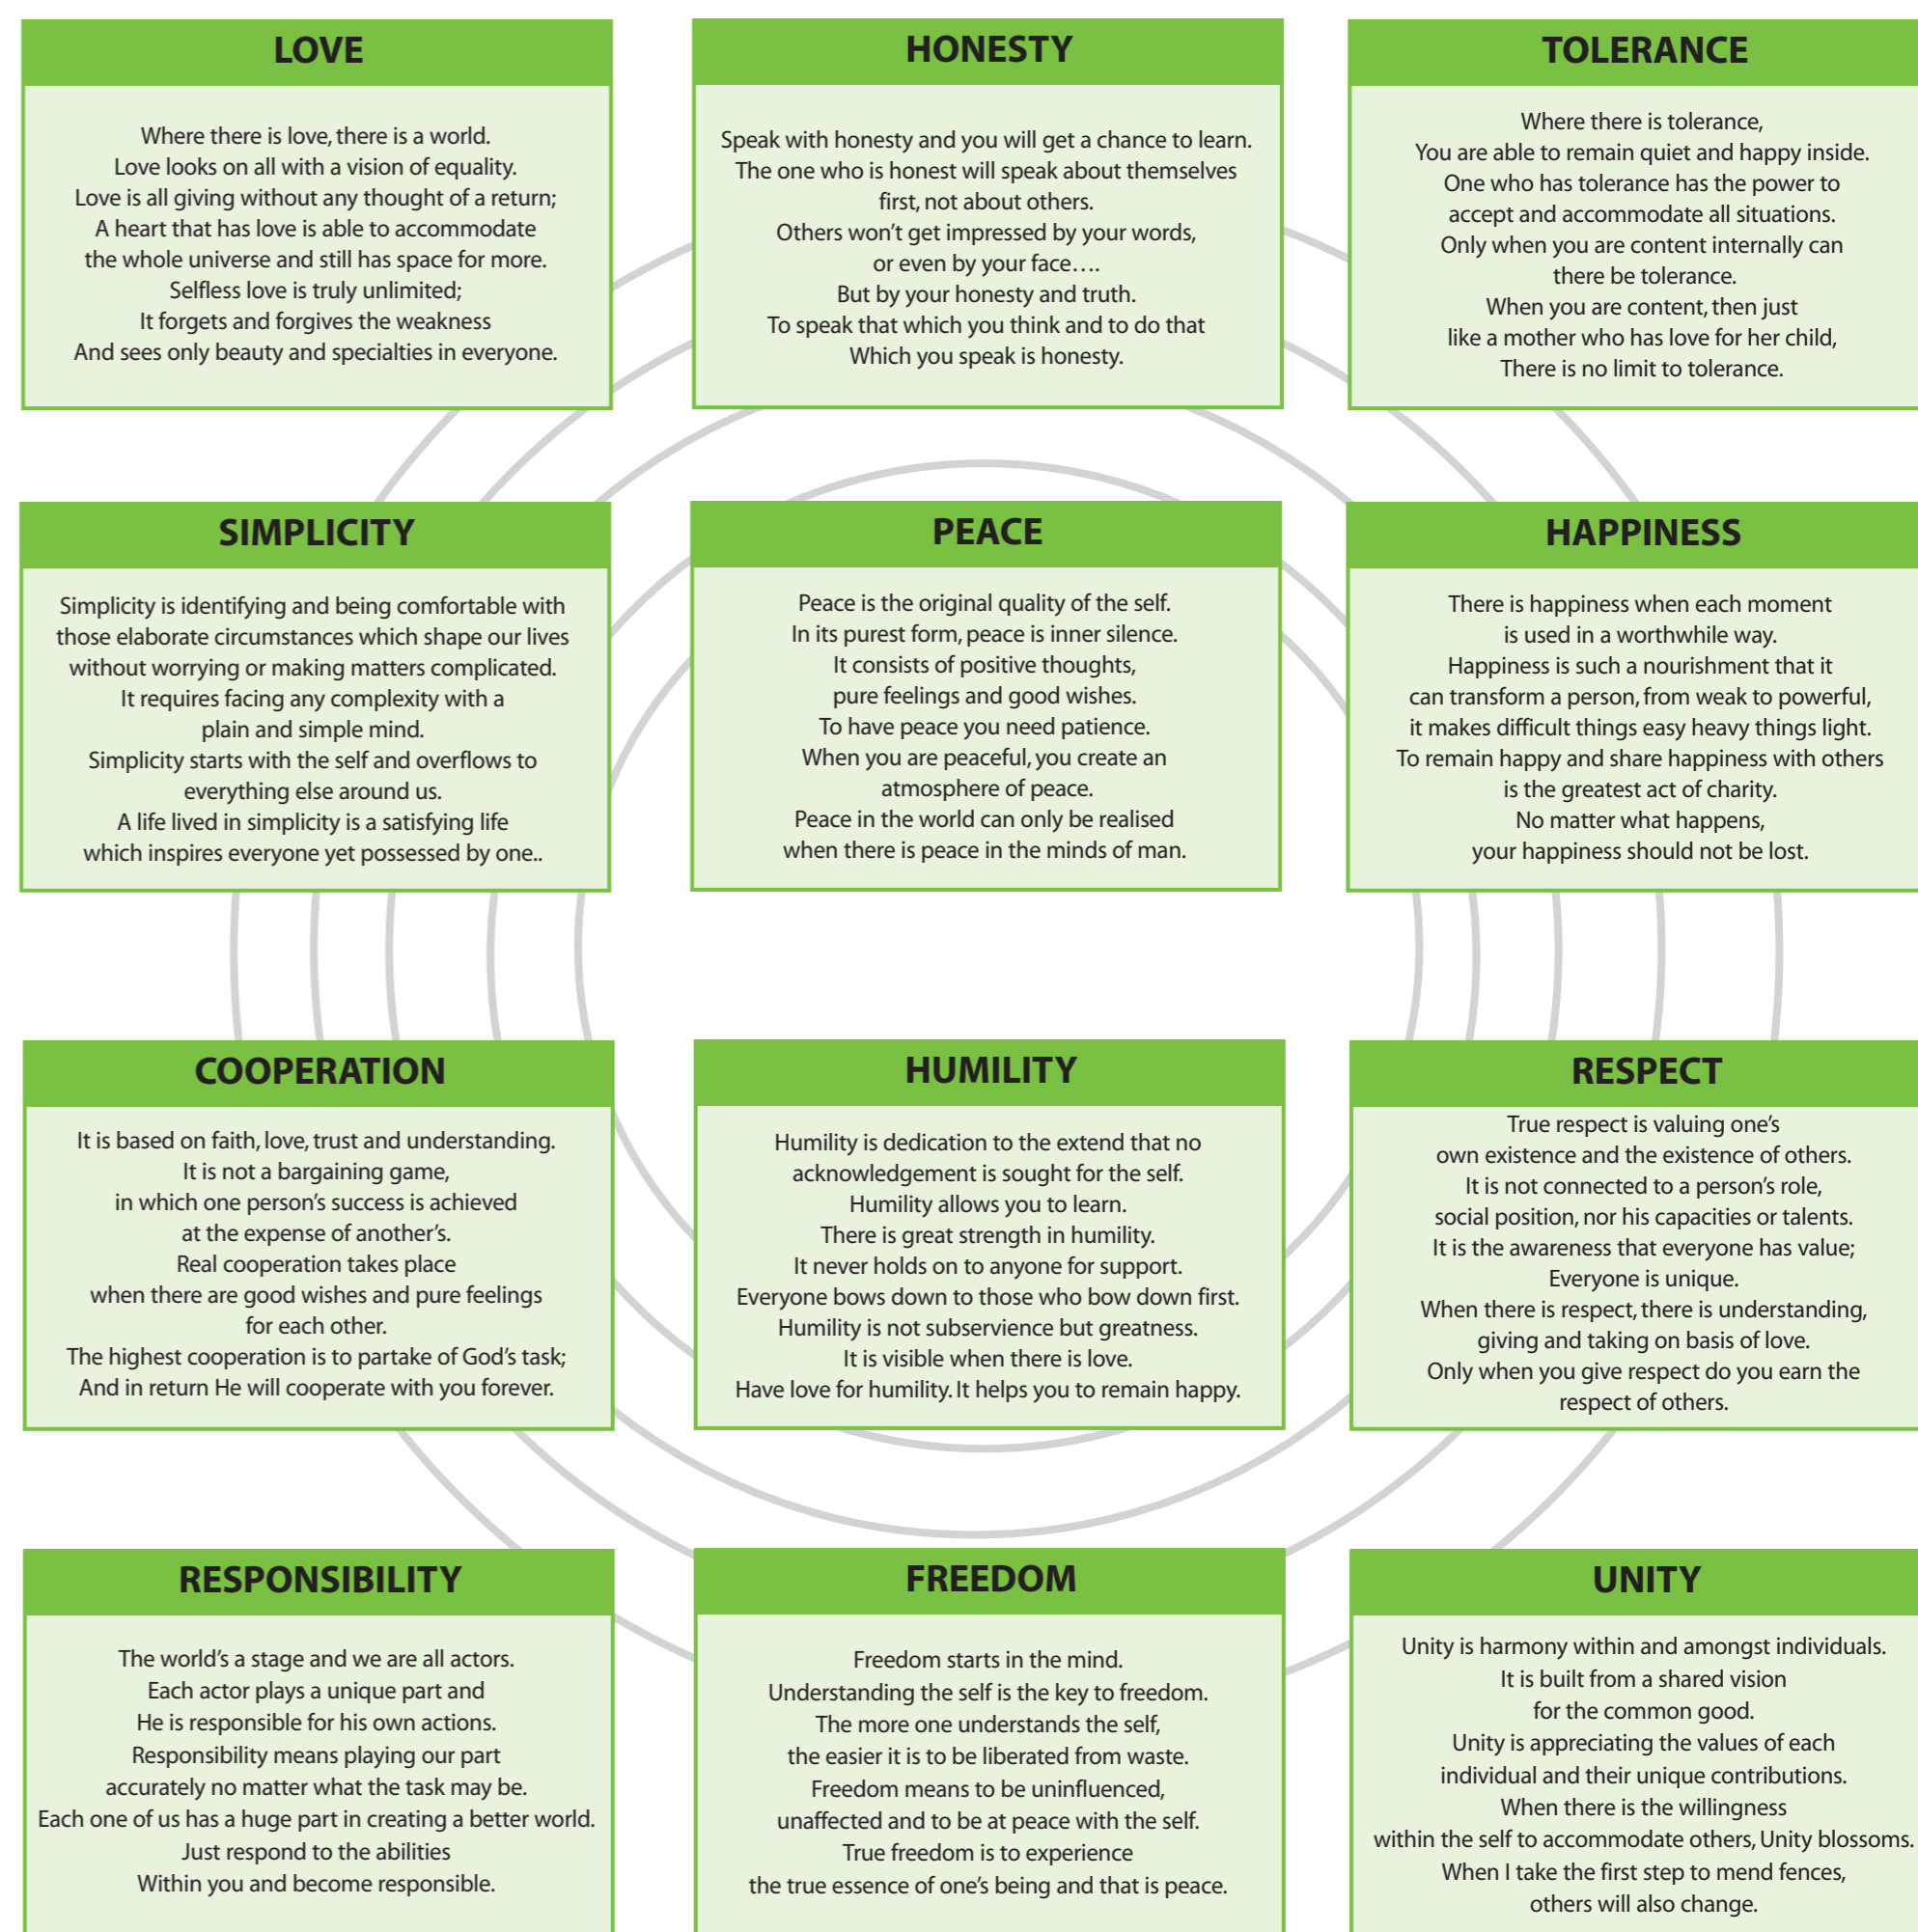 LOVE
Where there is love, there is a world.
Love looks on all with a vision of equality.
Love is all giving without any thought of a return;
A heart that has love is able to accommodate
the whole universe and still has space for more.
Selfless love is truly unlimited;
It forgets and forgives the weakness
And sees only beauty and specialties in everyone.
HONESTY
Speak with honesty and you will get a chance to learn.
The one who is honest will speak about themselves
first, not about others.
Others won’t get impressed by your words,
or even by your face….
But by your honesty and truth.
To speak that which you think and to do that
Which you speak is honesty.
TOLERANCE
Where there is tolerance,
You are able to remain quiet and happy inside.
One who has tolerance has the power to
accept and accommodate all situations.
Only when you are content internally can
there be tolerance.
When you are content, then just
like a mother who has love for her child,
There is no limit to tolerance.
SIMPLICITY
Simplicity is identifying and being comfortable with
those elaborate circumstances which shape our lives
without worrying or making matters complicated.
It requires facing any complexity with a
plain and simple mind.
Simplicity starts with the self and overflows to
everything else around us.
A life lived in simplicity is a satisfying life
which inspires everyone yet possessed by one..
PEACE
Peace is the original quality of the self.
In its purest form, peace is inner silence.
It consists of positive thoughts,
pure feelings and good wishes.
To have peace you need patience.
When you are peaceful, you create an
atmosphere of peace.
Peace in the world can only be realised
when there is peace in the minds of man.
HAPPINESS
There is happiness when each moment
is used in a worthwhile way.
Happiness is such a nourishment that it
can transform a person, from weak to powerful,
it makes difficult things easy heavy things light.
To remain happy and share happiness with others
is the greatest act of charity.
No matter what happens,
your happiness should not be lost.
COOPERATION
It is based on faith, love, trust and understanding.
It is not a bargaining game,
in which one person’s success is achieved
at the expense of another’s.
Real cooperation takes place
when there are good wishes and pure feelings
for each other.
The highest cooperation is to partake of God’s task;
And in return He will cooperate with you forever.
HUMILITY
Humility is dedication to the extend that no
acknowledgement is sought for the self.
Humility allows you to learn.
There is great strength in humility.
It never holds on to anyone for support.
Everyone bows down to those who bow down first.
Humility is not subservience but greatness.
It is visible when there is love.
Have love for humility. It helps you to remain happy.
RESPECT
True respect is valuing one’s
own existence and the existence of others.
It is not connected to a person’s role,
social position, nor his capacities or talents.
It is the awareness that everyone has value;
Everyone is unique.
When there is respect, there is understanding,
giving and taking on basis of love.
Only when you give respect do you earn the
respect of others.
RESPONSIBILITY
The world’s a stage and we are all actors.
Each actor plays a unique part and
He is responsible for his own actions.
Responsibility means playing our part
accurately no matter what the task may be.
Each one of us has a huge part in creating a better world.
Just respond to the abilities
Within you and become responsible.
FREEDOM
Freedom starts in the mind.
Understanding the self is the key to freedom.
The more one understands the self,
the easier it is to be liberated from waste.
Freedom means to be uninfluenced,
unaffected and to be at peace with the self.
True freedom is to experience
the true essence of one’s being and that is peace.
UNITY
Unity is harmony within and amongst individuals.
It is built from a shared vision
for the common good.
Unity is appreciating the values of each
individual and their unique contributions.
When there is the willingness
within the self to accommodate others, Unity blossoms.
When I take the first step to mend fences,
others will also change.